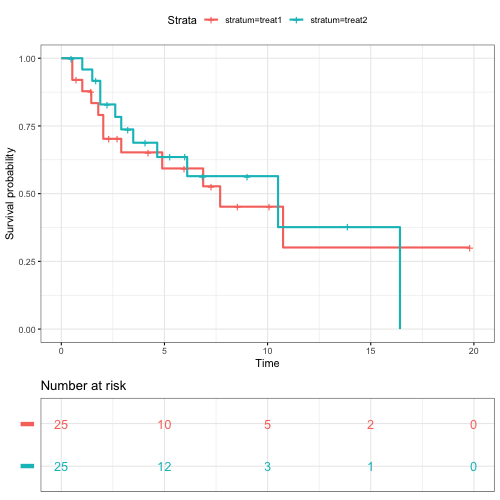 Strata stratum=treat1 stratum=treat2
Survival probability
1.00
0.75
0.50
0.25
0.00
0 5 10 15 20
Time
Number at risk
25 10 5 2 0
25 12 3 1 0